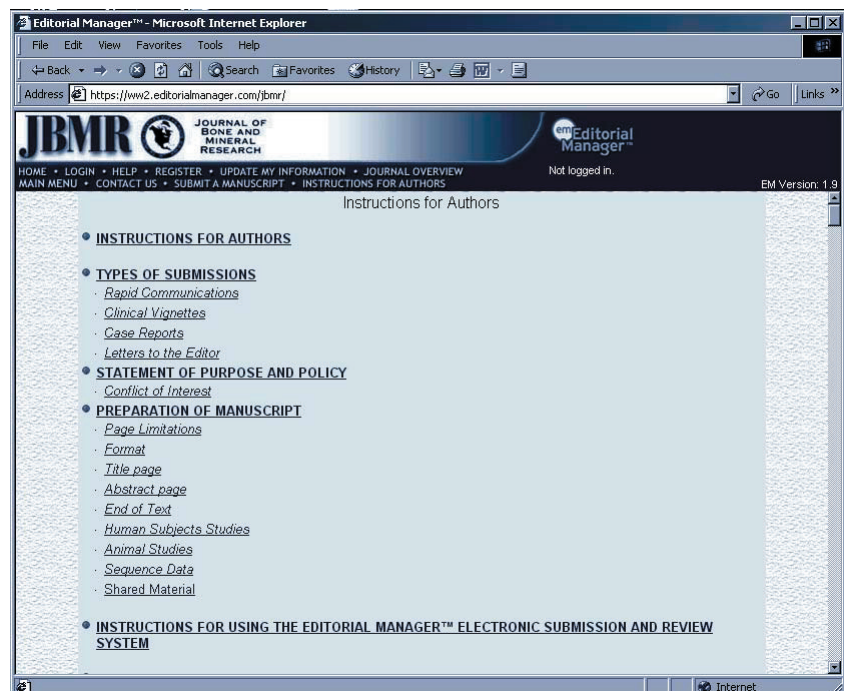 Editorial Manager™ - Microsoft Internet Explorer
File Edit View Favorites Tools Help
Back Search Favorites History
Address https://ww2.editorialmanager.com/jbmr/ Go Links »
JBMR JOURNAL OF
BONE AND
MINERAL
RESEARCH
em Editorial
Manager™
HOME • LOGIN • HELP • REGISTER • UPDATE MY INFORMATION • JOURNAL OVERVIEW
MAIN MENU • CONTACT US • SUBMIT A MANUSCRIPT • INSTRUCTIONS FOR AUTHORS
Not logged in.
EM Version: 1.9
Instructions for Authors
INSTRUCTIONS FOR AUTHORS
TYPES OF SUBMISSIONS
· Rapid Communications
· Clinical Vignettes
· Case Reports
· Letters to the Editor
STATEMENT OF PURPOSE AND POLICY
· Conflict of Interest
PREPARATION OF MANUSCRIPT
· Page Limitations
· Format
· Title page
· Abstract page
· End of Text
· Human Subjects Studies
· Animal Studies
· Sequence Data
· Shared Material
INSTRUCTIONS FOR USING THE EDITORIAL MANAGER™ ELECTRONIC SUBMISSION AND REVIEW
SYSTEM
Internet